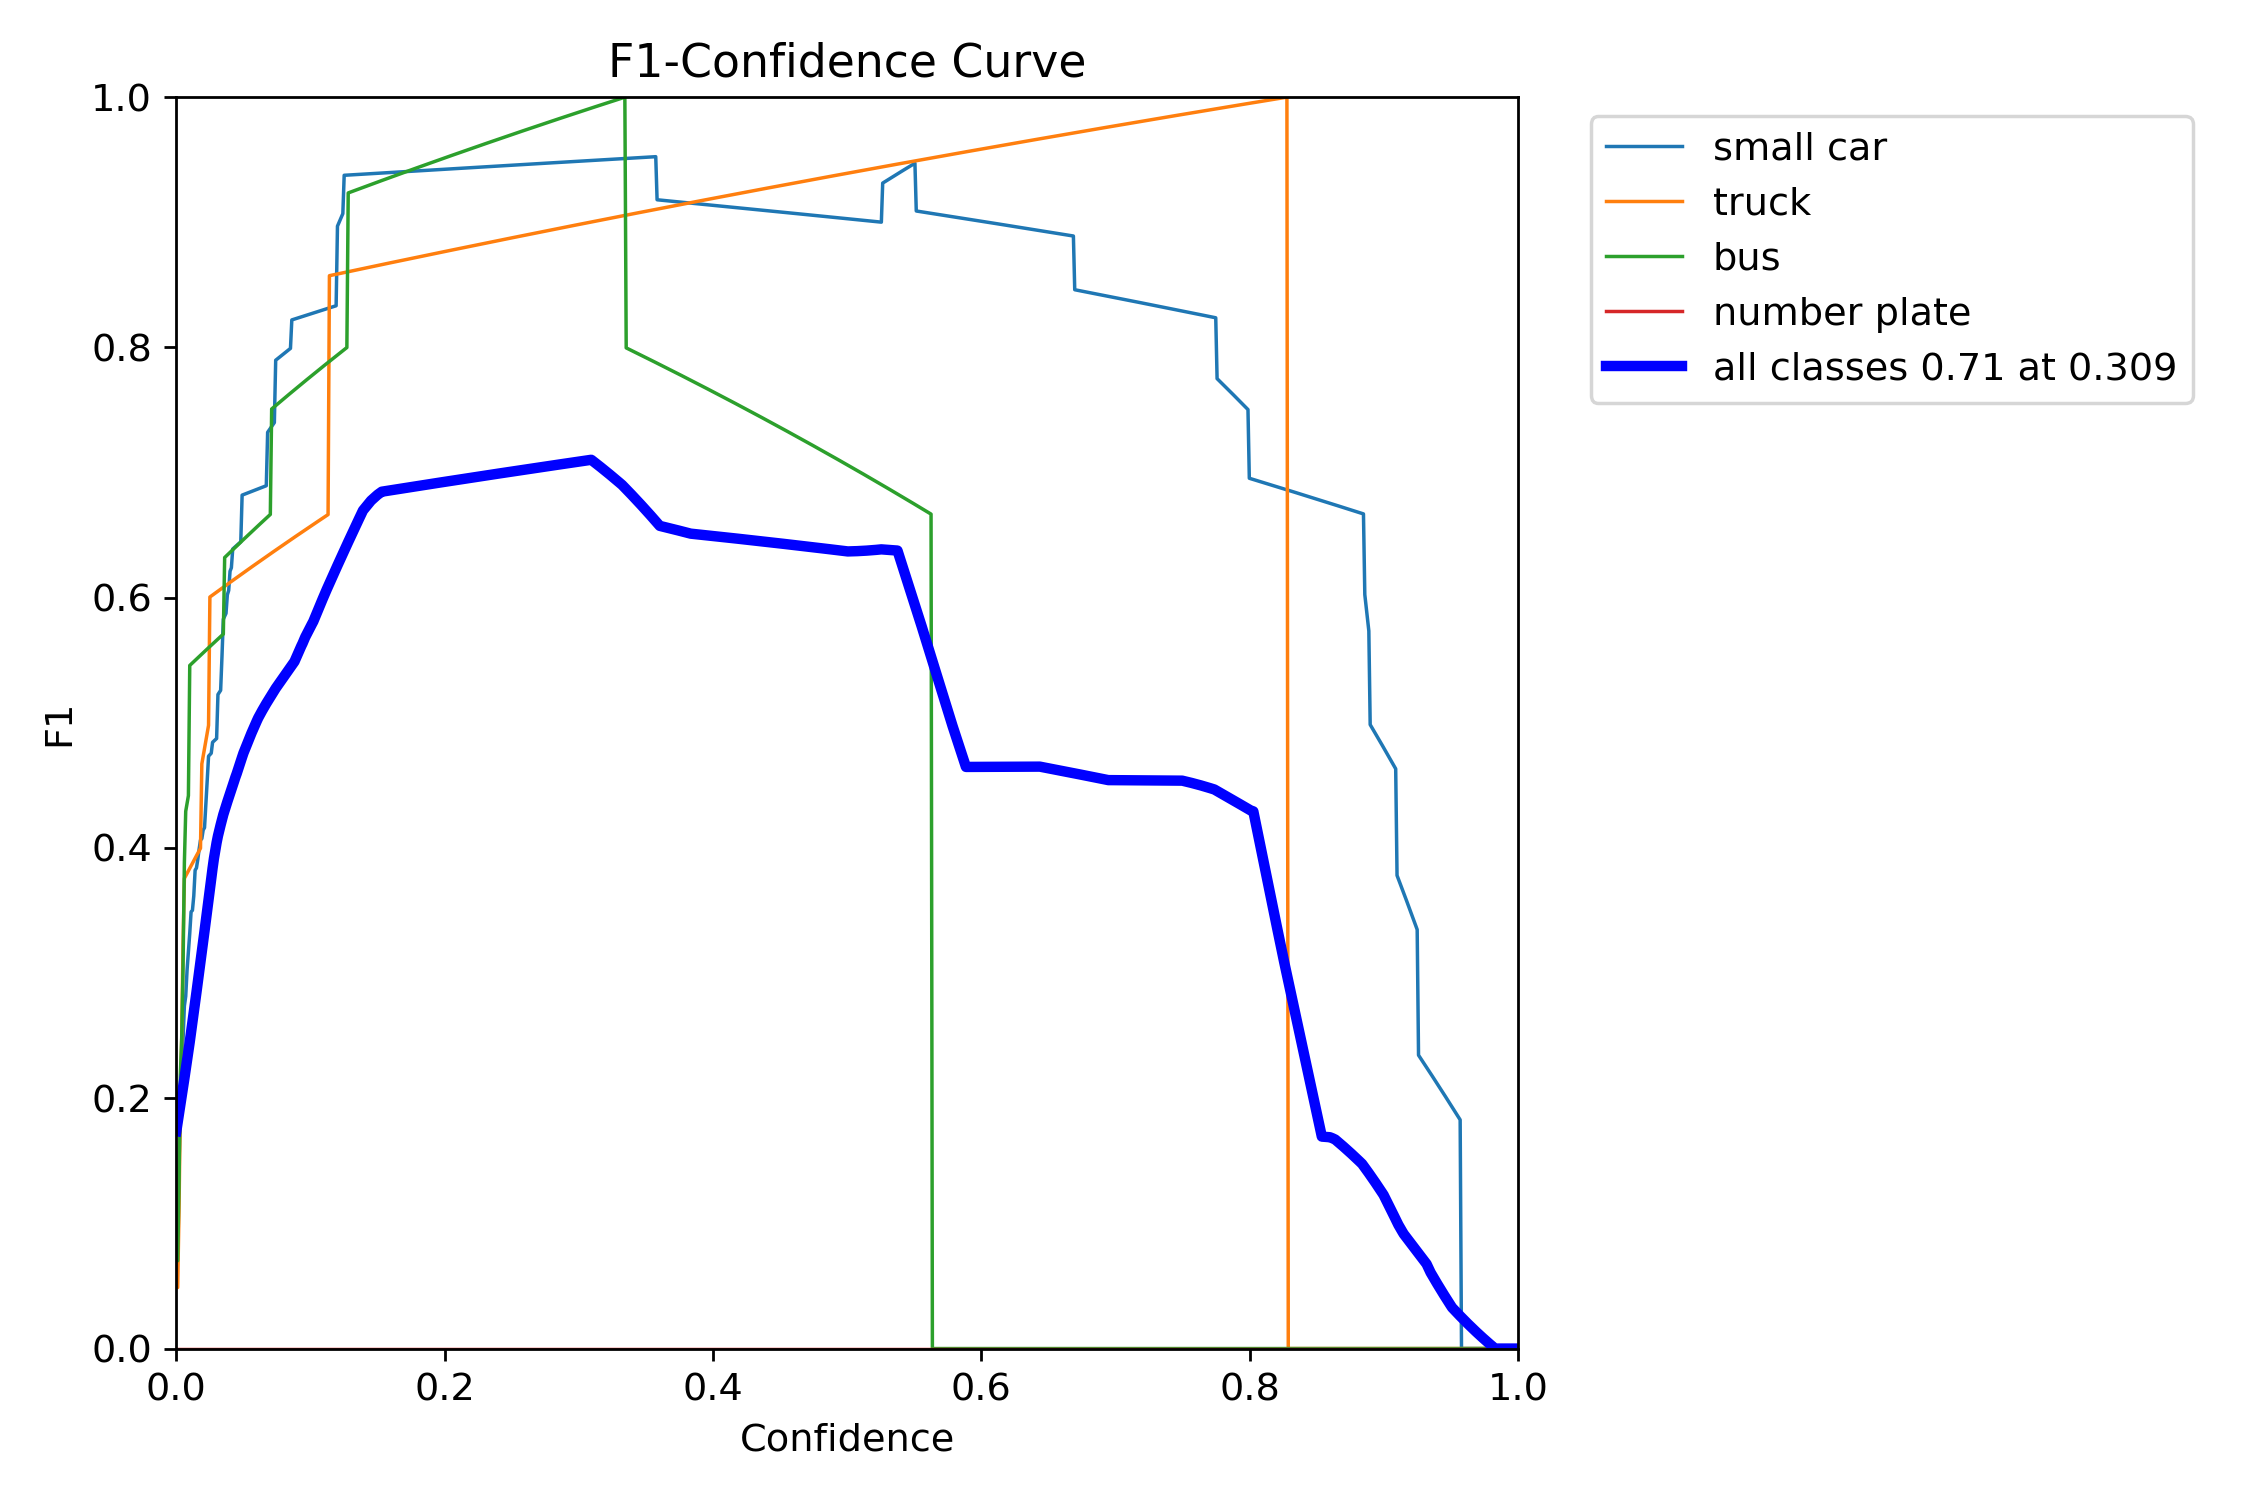 F1-Confidence Curve
1.0
0.8
0.6
0.4
0.2
0.0
F1
0.0 0.2 0.4 0.6 0.8 1.0
Confidence
small car
truck
bus
number plate
all classes 0.71 at 0.309